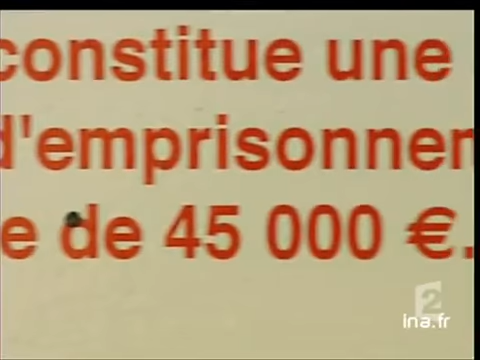 constitue une
d'emprisonnem
e de 45 000 €.
2
ina.fr